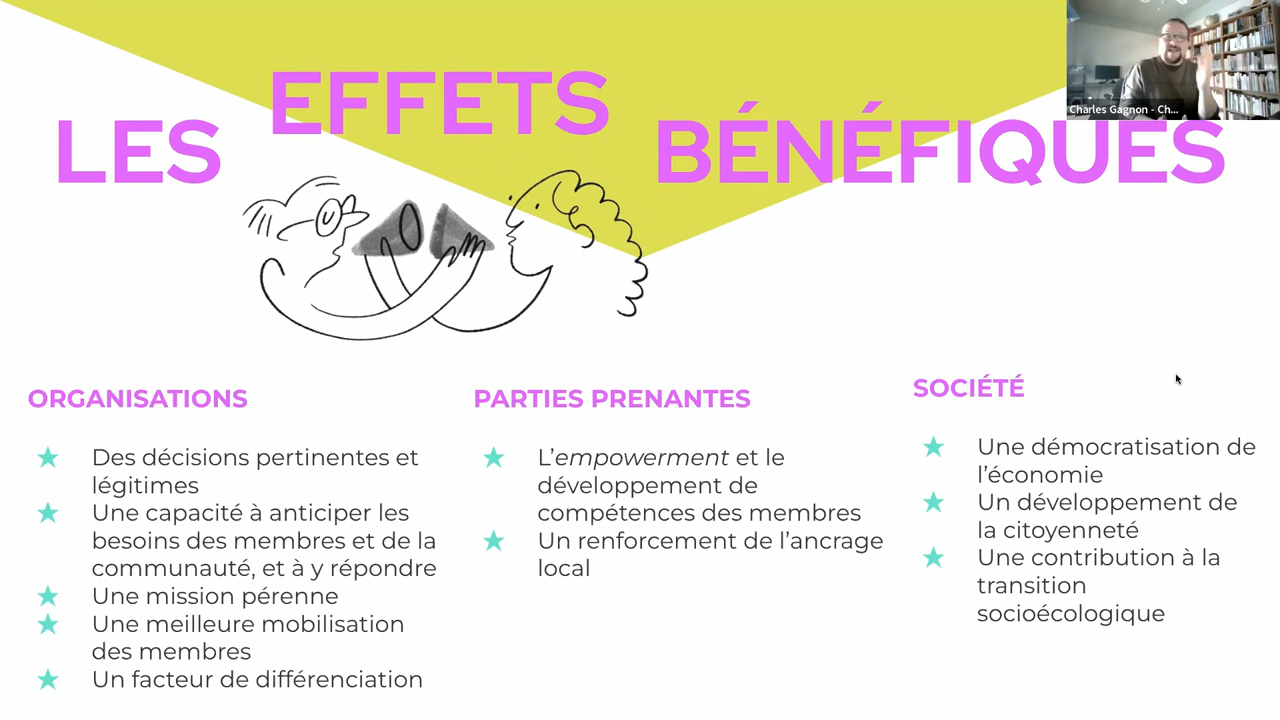 LES EFFETS BÉNÉFIQUES
Charles Gagnon - Ch...
ORGANISATIONS
Des décisions pertinentes et
légitimes
Une capacité à anticiper les
besoins des membres et de la
communauté, et à y répondre
Une mission pérenne
Une meilleure mobilisation
des membres
Un facteur de différenciation
PARTIES PRENANTES
L’empowerment et le
développement de
compétences des membres
Un renforcement de l’ancrage
local
SOCIÉTÉ
Une démocratisation de
l’économie
Un développement de
la citoyenneté
Une contribution à la
transition
socioécologique